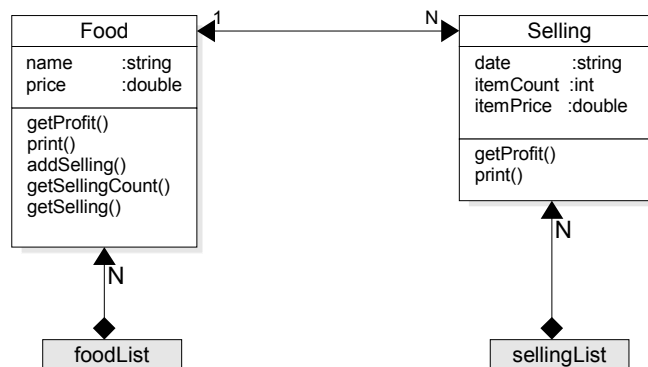 Food
name :string
price :double
getProfit()
print()
addSelling()
getSellingCount()
getSelling()
1
N
Selling
date :string
itemCount :int
itemPrice :double
getProfit()
print()
N
foodList
N
sellingList